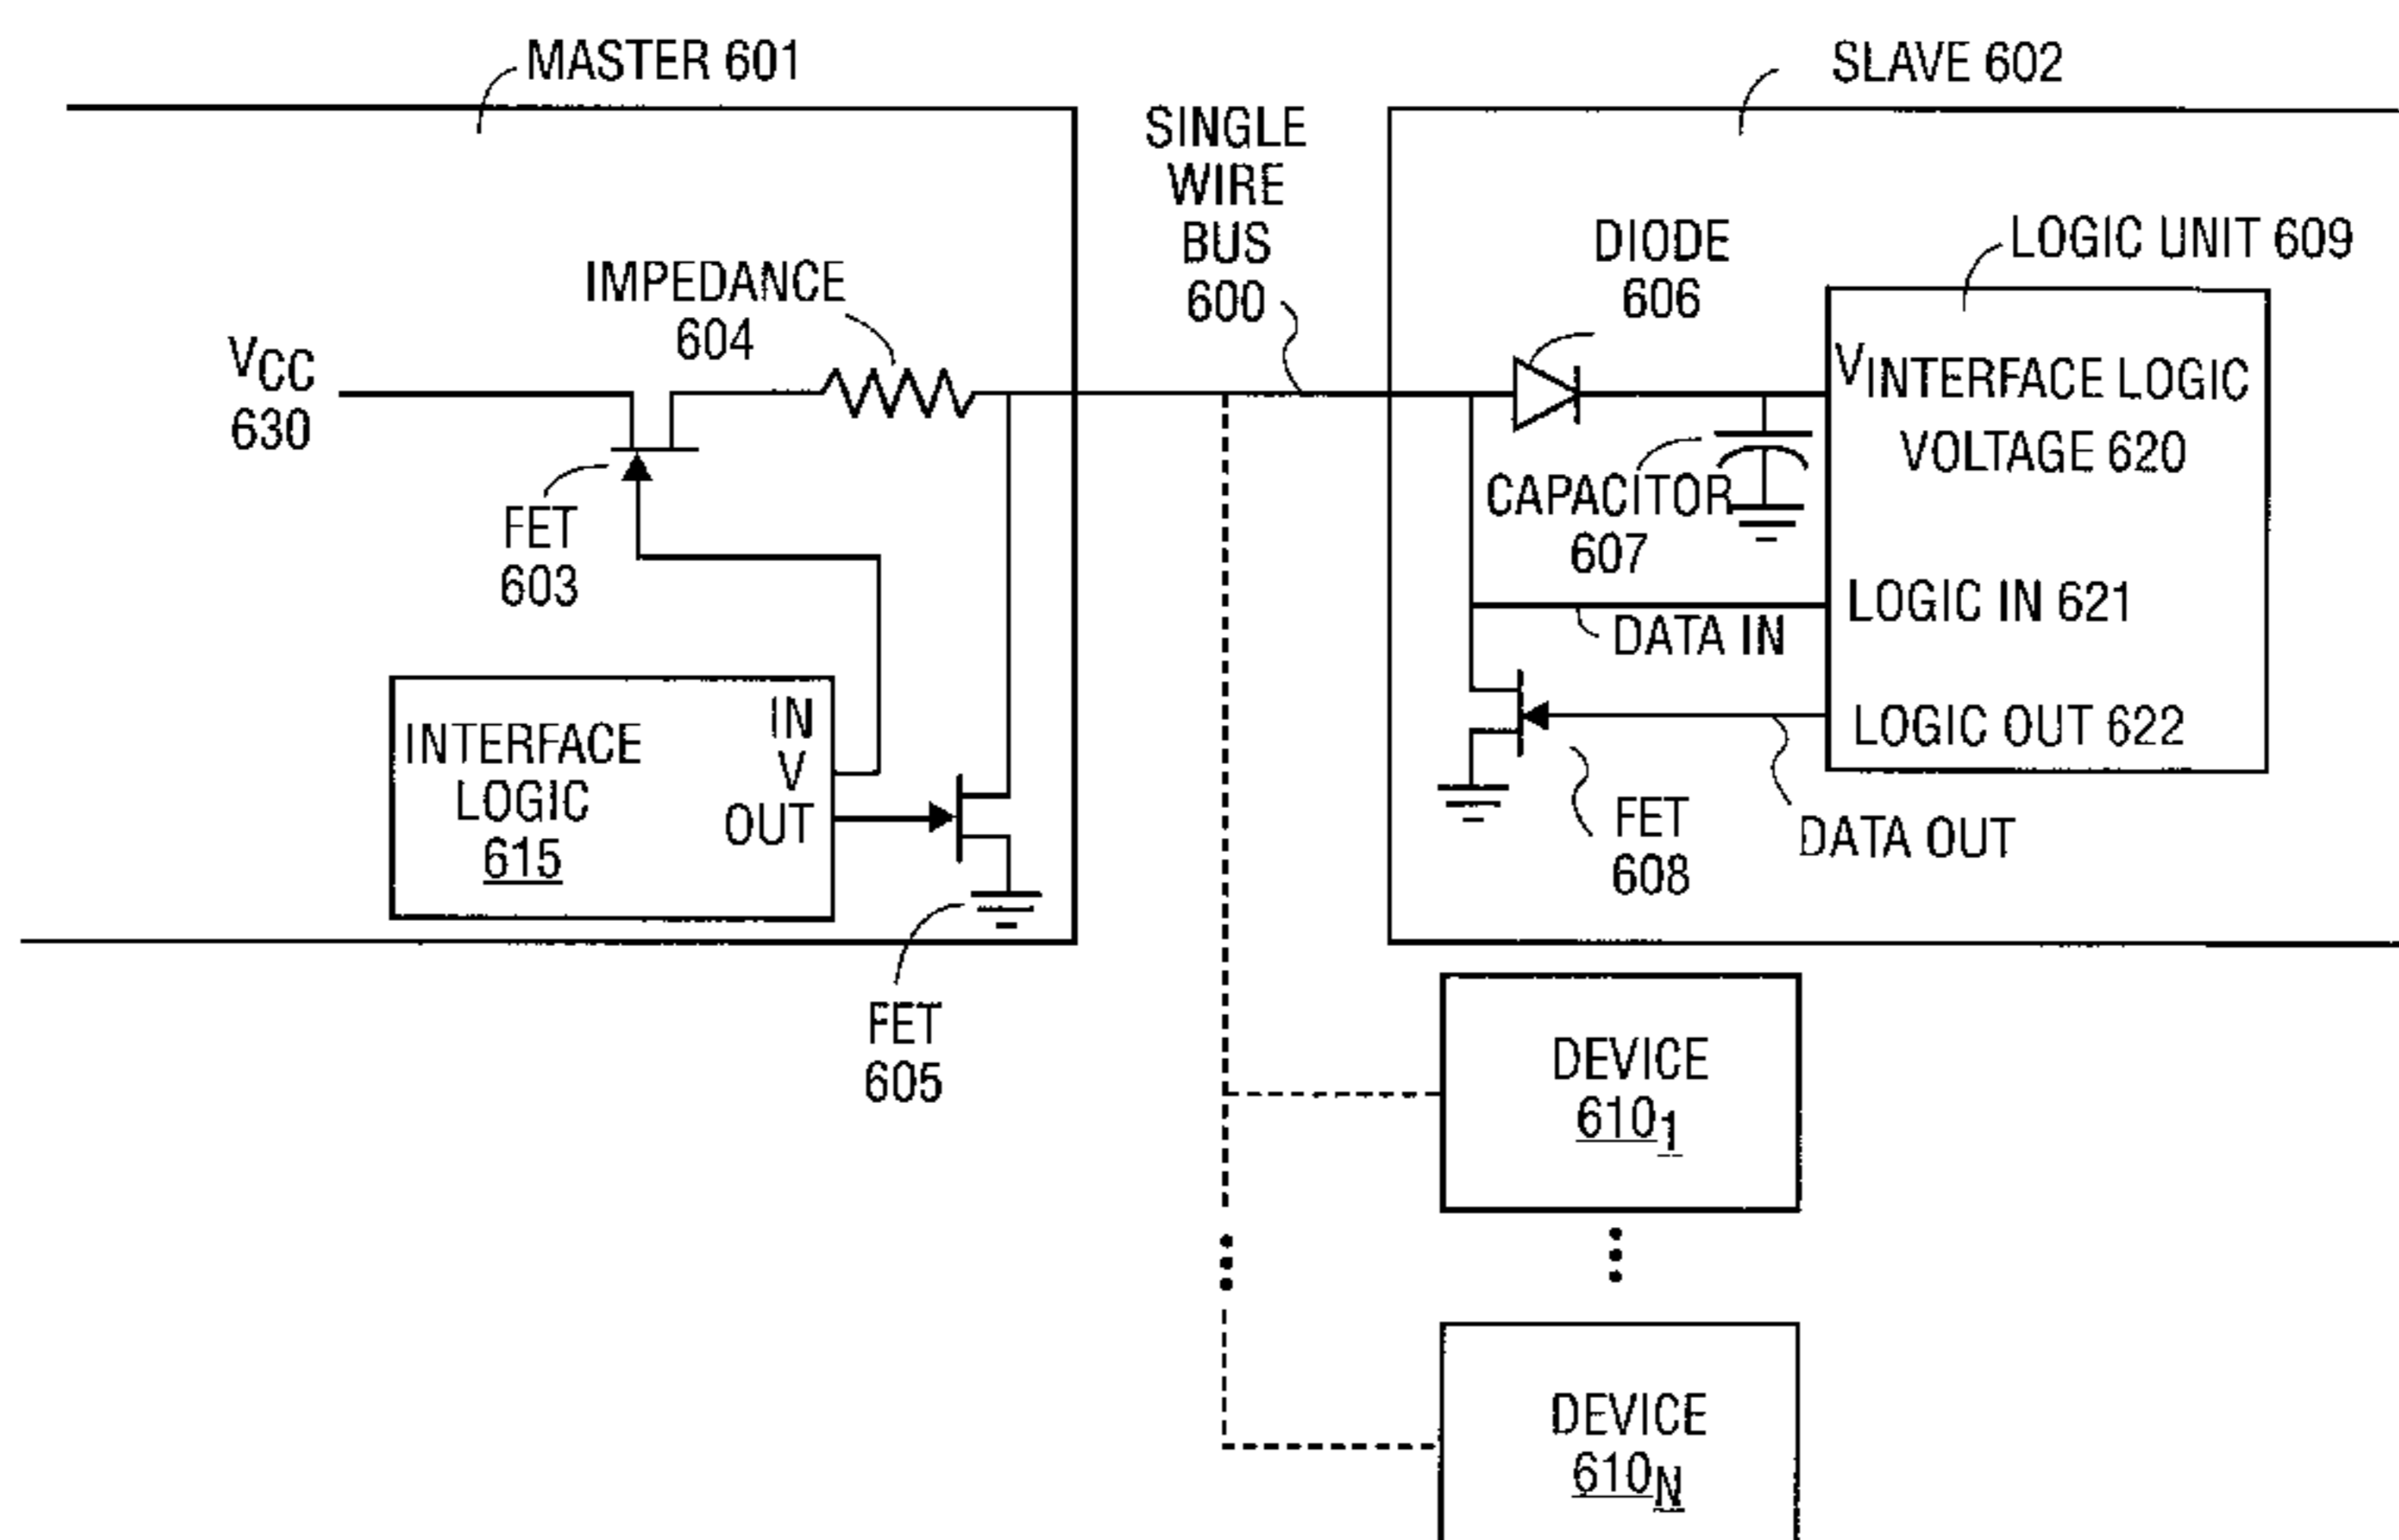 MASTER 601
SLAVE 602
SINGLE
WIRE
BUS
600
IMPEDANCE
604
VCC
630
FET
603
INTERFACE
LOGIC
615
IN
V
OUT
FET
605
DIODE
606
LOGIC UNIT 609
VINTERFACE LOGIC
VOLTAGE 620
CAPACITOR
607
LOGIC IN 621
DATA IN
LOGIC OUT 622
FET
608
DATA OUT
DEVICE
6101
DEVICE
610N